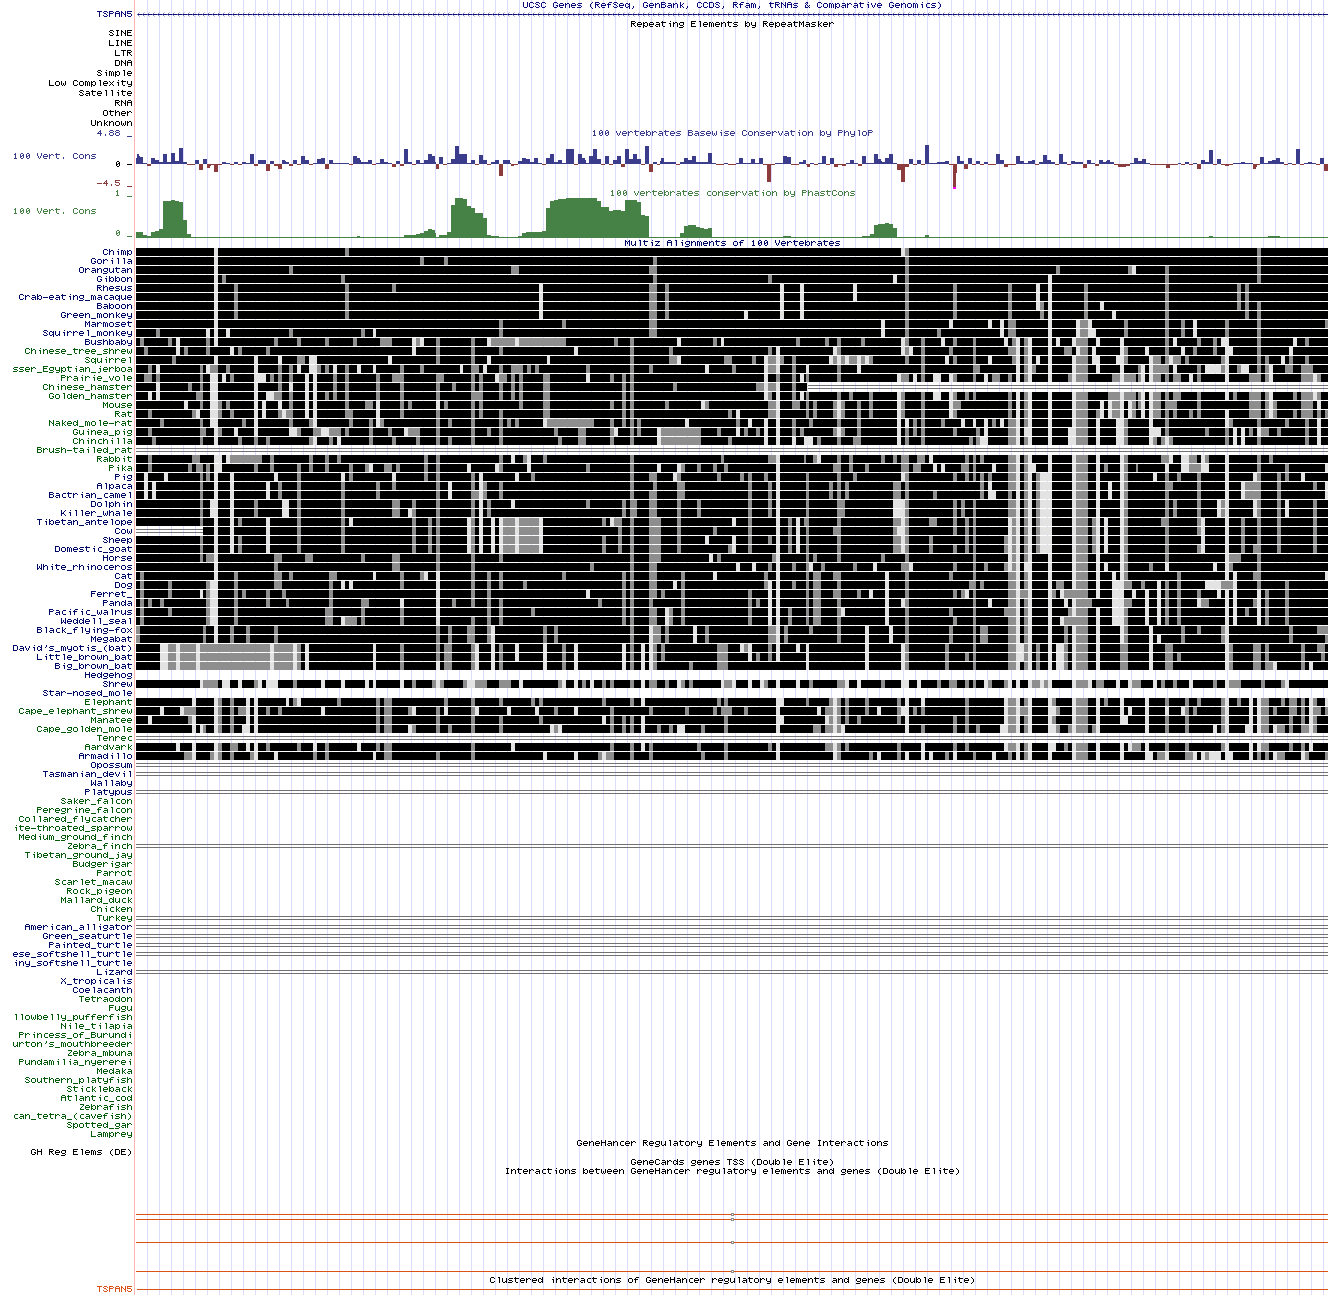 UCSC Genes (RefSeq, GenBank, CCDS, Rfam, tRNAs & Comparative Genomics)
TSPAN5
Repeating Elements by RepeatMasker
SINE
LINE
LTR
DNA
Simple
Low Complexity
Satellite
RNA
Other
Unknown
100 vertebrates Basewise Conservation by PhyloP
4.88 _
100 Vert. Cons
0 _
-4.5 _
100 vertebrates conservation by PhastCons
1 _
100 Vert. Cons
0 _
Multiz Alignments of 100 Vertebrates
Chimp
Gorilla
Orangutan
Gibbon
Rhesus
Crab-eating_macaque
Baboon
Green_monkey
Marmoset
Squirrel_monkey
Bushbaby
Chinese_tree_shrew
Squirrel
sser_Egyptian_jerboa
Prairie_vole
Chinese_hamster
Golden_hamster
Mouse
Rat
Naked_mole-rat
Guinea_pig
Chinchilla
Brush-tailed_rat
Rabbit
Pika
Pig
Alpaca
Bactrian_camel
Dolphin
Killer_whale
Tibetan_antelope
Cow
Sheep
Domestic_goat
Horse
White_rhinoceros
Cat
Dog
Ferret_
Panda
Pacific_walrus
Weddell_seal
Black_flying-fox
Megabat
David's_myotis_(bat)
Little_brown_bat
Big_brown_bat
Hedgehog
Shrew
Star-nosed_mole
Elephant
Cape_elephant_shrew
Manatee
Cape_golden_mole
Tenrec
Aardvark
Armadillo
Opossum
Tasmanian_devil
Wallaby
Platypus
Saker_falcon
Peregrine_falcon
Collared_flycatcher
ite-throated_sparrow
Medium_ground_finch
Zebra_finch
Tibetan_ground_jay
Budgerigar
Parrot
Scarlet_macaw
Rock_pigeon
Mallard_duck
Chicken
Turkey
American_alligator
Green_seaturtle
Painted_turtle
ese_softshell_turtle
iny_softshell_turtle
Lizard
X_tropicalis
Coelacanth
Tetraodon
Fugu
llowbelly_pufferfish
Nile_tilapia
Princess_of_Burundi
urton's_mouthbreeder
Zebra_mbuna
Pundamilia_nyererei
Medaka
Southern_platyfish
Stickleback
Atlantic_cod
Zebrafish
can_tetra_(cavefish)
Spotted_gar
Lamprey
GeneHancer Regulatory Elements and Gene Interactions
GH Reg Elems (DE)
GeneCards genes TSS (Double Elite)
Interactions between GeneHancer regulatory elements and genes (Double Elite)
Clustered interactions of GeneHancer regulatory elements and genes (Double Elite)
TSPAN5